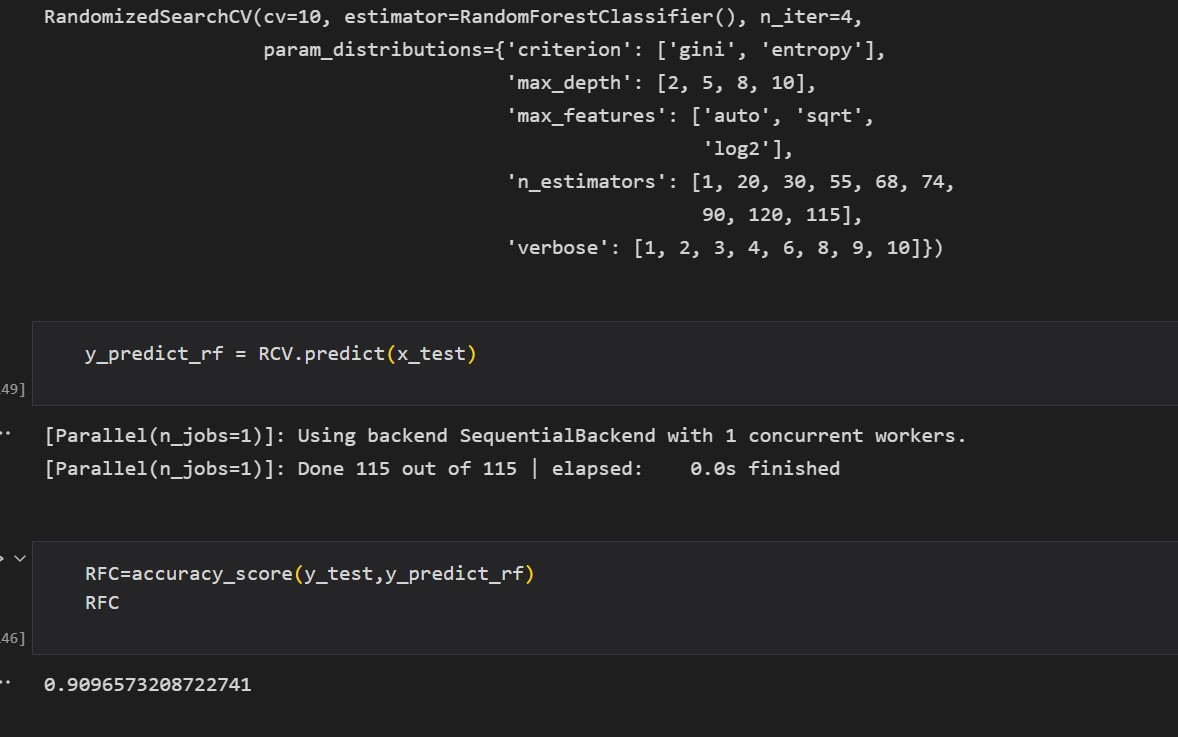 RandomizedSearchCV(cv=10, estimator=RandomForestClassifier(), n_iter=4,
param_distributions={'criterion': ['gini', 'entropy'],
'max_depth': [2, 5, 8, 10],
'max_features': ['auto', 'sqrt',
'log2'],
'n_estimators': [1, 20, 30, 55, 68, 74,
90, 120, 115],
'verbose': [1, 2, 3, 4, 6, 8, 9, 10]})
y_predict_rf = RCV.predict(x_test)
49]
[Parallel(n_jobs=1)]: Using backend SequentialBackend with 1 concurrent workers.
[Parallel(n_jobs=1)]: Done 115 out of 115 | elapsed:    0.0s finished
RFC=accuracy_score(y_test,y_predict_rf)
RFC
46]
0.9096573208722741